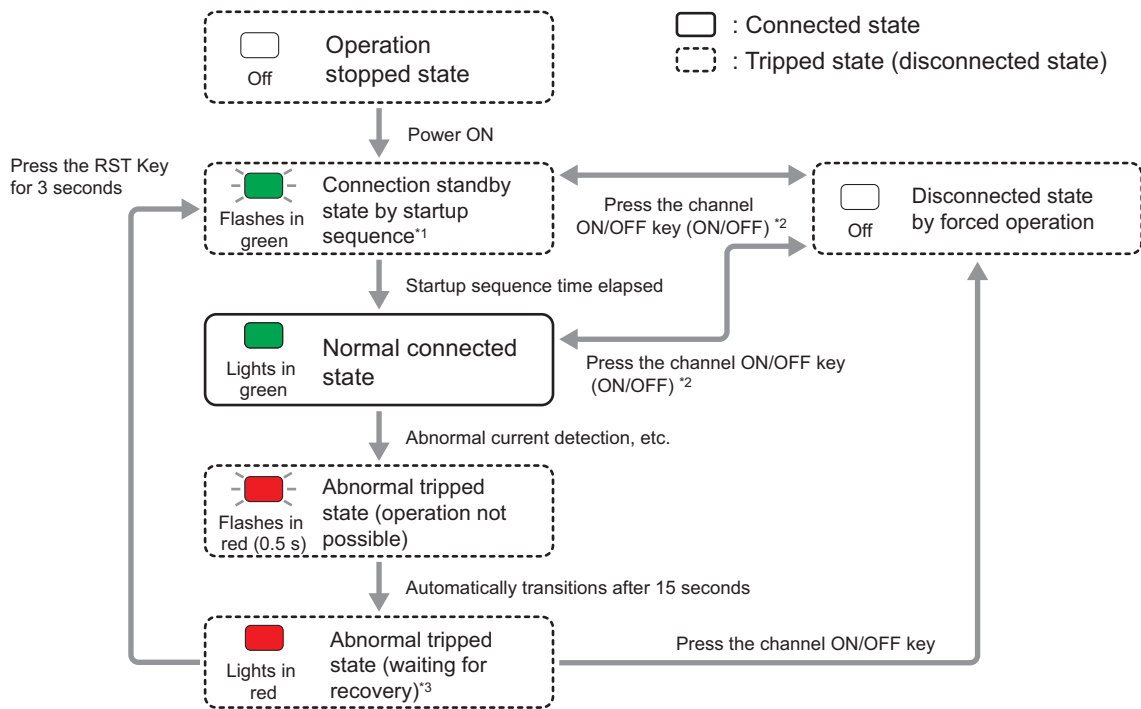 Off
Operation
stopped state
: Connected state
: Tripped state (disconnected state)
Power ON
Press the RST Key
for 3 seconds
Flashes in
green
Connection standby
state by startup
sequence*1
Press the channel
ON/OFF key (ON/OFF) *2
Off
Disconnected state
by forced operation
Startup sequence time elapsed
Lights in
green
Normal connected
state
Press the channel ON/OFF key
(ON/OFF) *2
Abnormal current detection, etc.
Flashes in
red (0.5 s)
Abnormal tripped
state (operation not
possible)
Automatically transitions after 15 seconds
Lights in
red
Abnormal tripped
state (waiting for
recovery)*3
Press the channel ON/OFF key